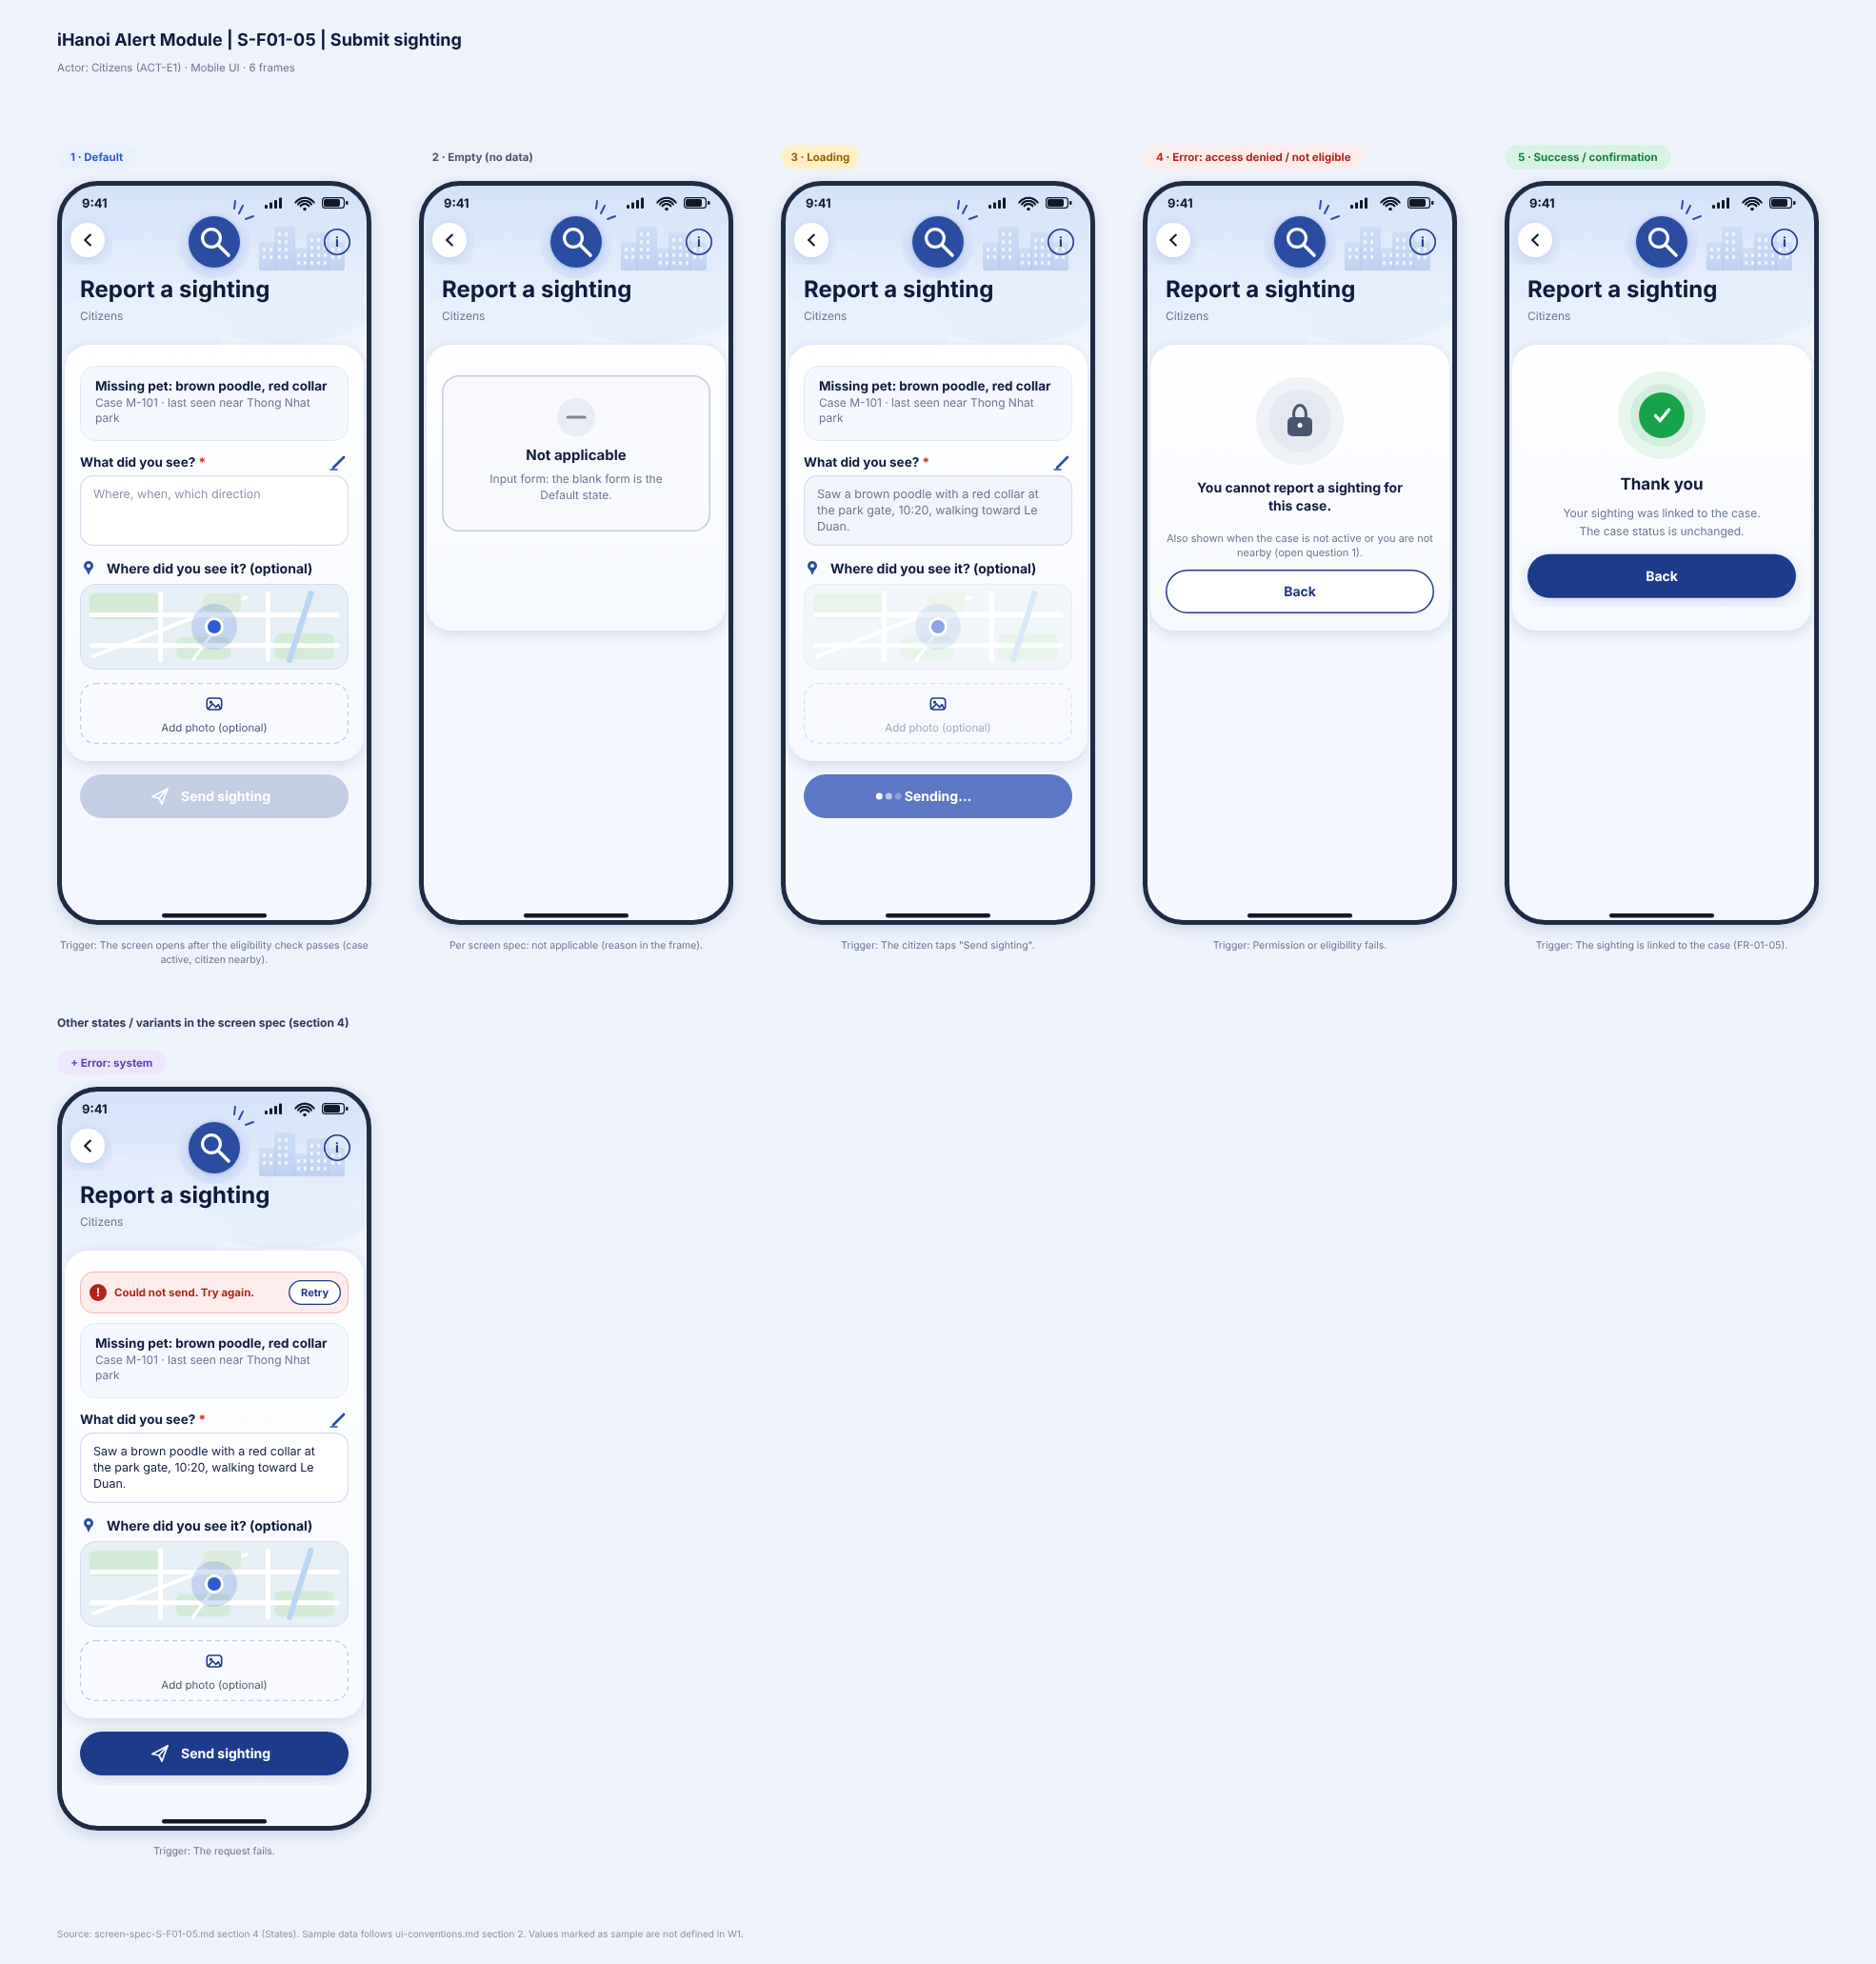 iHanoi Alert Module | S-F01-05 | Submit sighting
Actor: Citizens (ACT-E1) · Mobile UI · 6 frames
1 · Default
9:41
i
Report a sighting
Citizens
Missing pet: brown poodle, red collar
Case M-101 · last seen near Thong Nhat
park
What did you see? *
Where, when, which direction
Where did you see it? (optional)
Add photo (optional)
Send sighting
Trigger: The screen opens after the eligibility check passes (case
active, citizen nearby).
2 · Empty (no data)
9:41
i
Report a sighting
Citizens
Not applicable
Input form: the blank form is the
Default state.
Per screen spec: not applicable (reason in the frame).
3 · Loading
9:41
i
Report a sighting
Citizens
Missing pet: brown poodle, red collar
Case M-101 · last seen near Thong Nhat
park
What did you see? *
Saw a brown poodle with a red collar at
the park gate, 10:20, walking toward Le
Duan.
Where did you see it? (optional)
Add photo (optional)
Sending...
Trigger: The citizen taps "Send sighting".
4 · Error: access denied / not eligible
9:41
i
Report a sighting
Citizens
You cannot report a sighting for
this case.
Also shown when the case is not active or you are not
nearby (open question 1).
Back
Trigger: Permission or eligibility fails.
5 · Success / confirmation
9:41
i
Report a sighting
Citizens
Thank you
Your sighting was linked to the case.
The case status is unchanged.
Back
Trigger: The sighting is linked to the case (FR-01-05).
Other states / variants in the screen spec (section 4)
+ Error: system
9:41
i
Report a sighting
Citizens
! Could not send. Try again. Retry
Missing pet: brown poodle, red collar
Case M-101 · last seen near Thong Nhat
park
What did you see? *
Saw a brown poodle with a red collar at
the park gate, 10:20, walking toward Le
Duan.
Where did you see it? (optional)
Add photo (optional)
Send sighting
Trigger: The request fails.
Source: screen-spec-S-F01-05.md section 4 (States). Sample data follows ui-conventions.md section 2. Values marked as sample are not defined in W1.